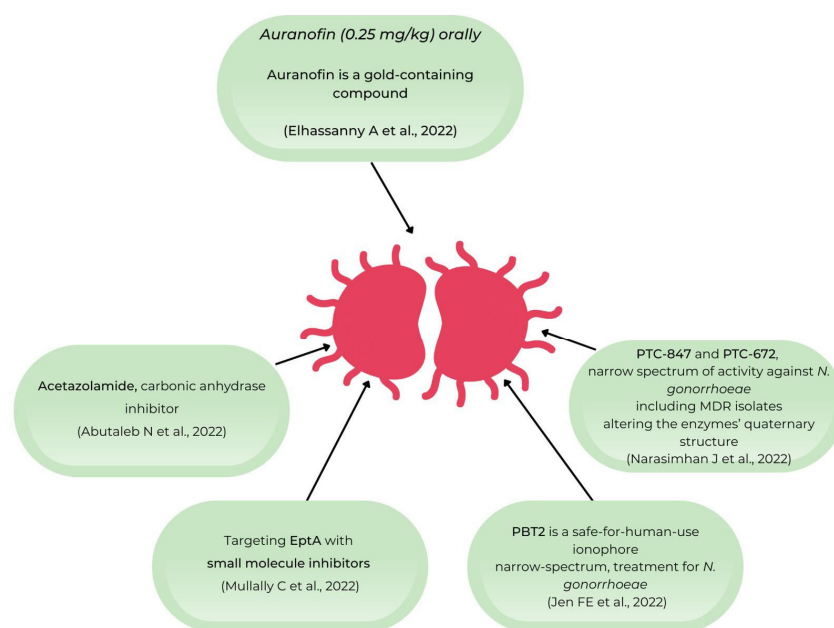 Auranofin (0.25 mg/kg) orally
Auranofin is a gold-containing
compound
(Elhassanny A et al., 2022)
Acetazolamide, carbonic anhydrase
inhibitor
(Abutaleb N et al., 2022)
PTC-847 and PTC-672,
narrow spectrum of activity against N.
gonorrhoeae
including MDR isolates
altering the enzymes' quaternary
structure
(Narasimhan J et al., 2022)
Targeting EptA with
small molecule inhibitors
(Mullally C et al., 2022)
PBT2 is a safe-for-human-use
ionophore
narrow-spectrum, treatment for N.
gonorrhoeae
(Jen FE et al., 2022)